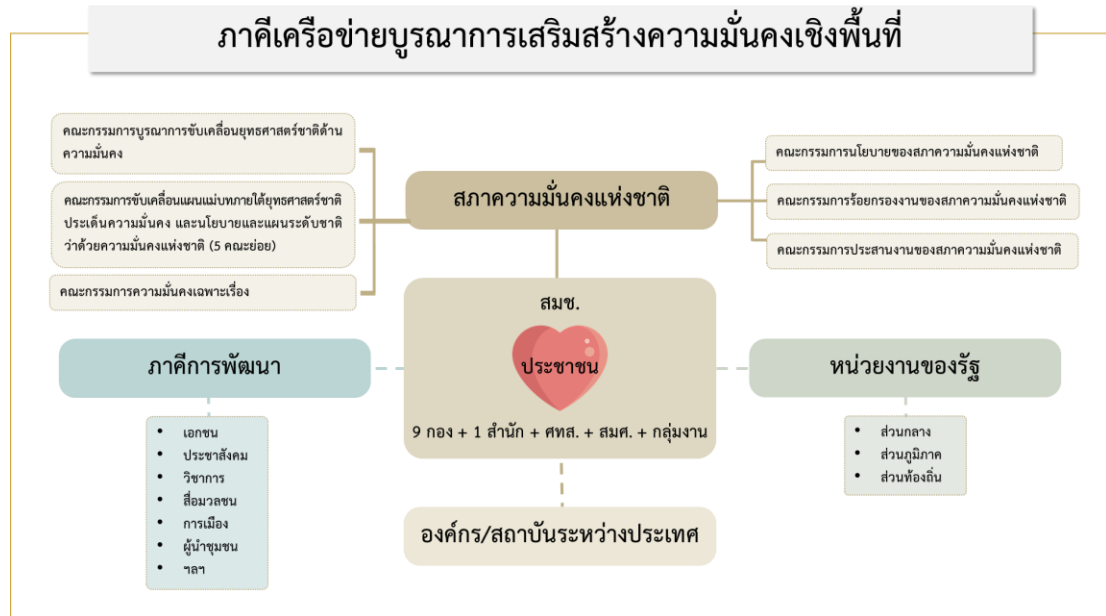 ภาคีเครือข่ายบูรณาการเสริมสร้างความมั่นคงเชิงพื้นที่
คณะกรรมการบูรณาการขับเคลื่อนยุทธศาสตร์ชาติด้าน
ความมั่นคง
คณะกรรมการขับเคลื่อนแผนแม่บทภายใต้ยุทธศาสตร์ชาติ
ประเด็นความมั่นคง และนโยบายและแผนระดับชาติ
ว่าด้วยความมั่นคงแห่งชาติ (5 คณะย่อย)
คณะกรรมการความมั่นคงเฉพาะเรื่อง
สภาความมั่นคงแห่งชาติ
คณะกรรมการนโยบายของสภาความมั่นคงแห่งชาติ
คณะกรรมการร้อยกรองงานของสภาความมั่นคงแห่งชาติ
คณะกรรมการประสานงานของสภาความมั่นคงแห่งชาติ
สมช.
ประชาชน
9 กอง + 1 สำนัก + ศทส. + สมศ. + กลุ่มงาน
ภาคีการพัฒนา
• เอกชน
• ประชาสังคม
• วิชาการ
• สื่อมวลชน
• การเมือง
• ผู้นำชุมชน
• ฯลฯ
หน่วยงานของรัฐ
• ส่วนกลาง
• ส่วนภูมิภาค
• ส่วนท้องถิ่น
องค์กร/สถาบันระหว่างประเทศ